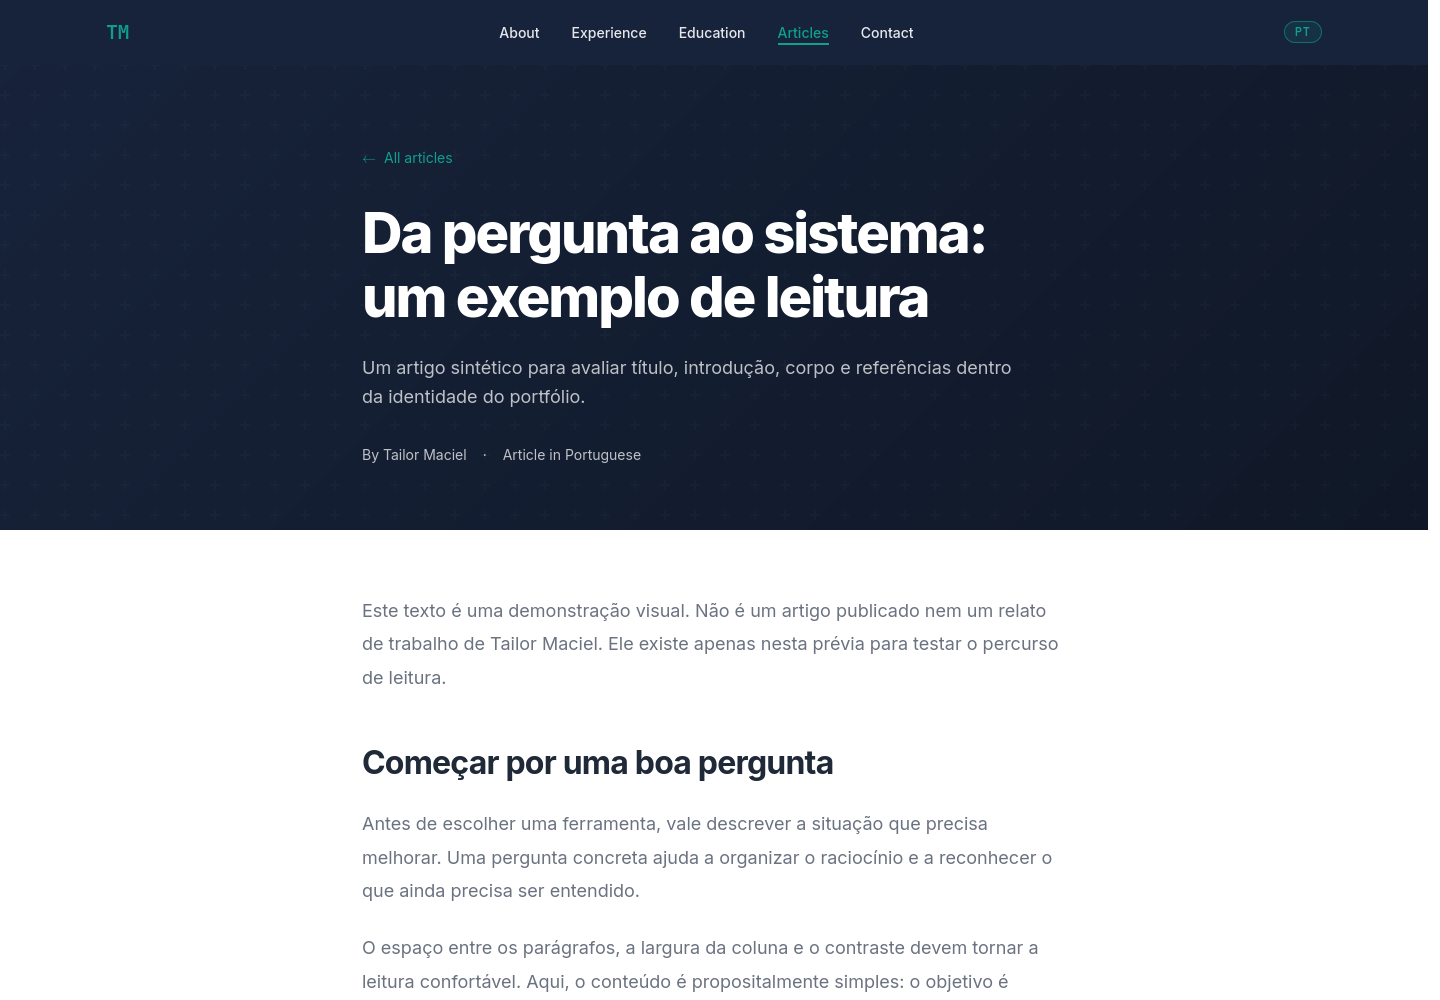 TM
About
Experience
Education
Articles
Contact
PT
← All articles
Da pergunta ao sistema:
um exemplo de leitura
Um artigo sintético para avaliar título, introdução, corpo e referências dentro
da identidade do portfólio.
By Tailor Maciel · Article in Portuguese
Este texto é uma demonstração visual. Não é um artigo publicado nem um relato
de trabalho de Tailor Maciel. Ele existe apenas nesta prévia para testar o percurso
de leitura.
Começar por uma boa pergunta
Antes de escolher uma ferramenta, vale descrever a situação que precisa
melhorar. Uma pergunta concreta ajuda a organizar o raciocínio e a reconhecer o
que ainda precisa ser entendido.
O espaço entre os parágrafos, a largura da coluna e o contraste devem tornar a
leitura confortável. Aqui, o conteúdo é propositalmente simples: o objetivo é